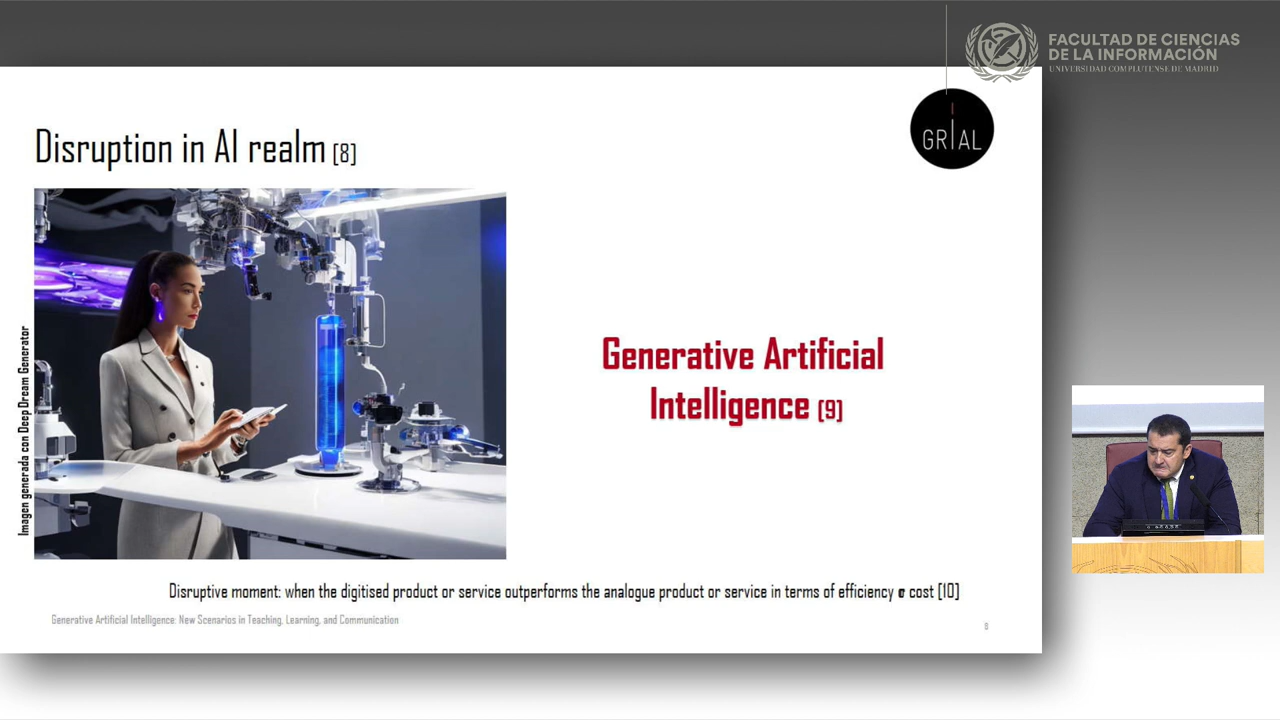 FACULTAD DE CIENCIAS
DE LA INFORMACIÓN
UNIVERSIDAD COMPLUTENSE DE MADRID
GRIAL
Disruption in AI realm [8]
Imagen generada con Deep Dream Generator
Generative Artificial
Intelligence [9]
Disruptive moment: when the digitised product or service outperforms the analogue product or service in terms of efficiency cost [10]
Generative Artificial Intelligence: New Scenarios in Teaching, Learning, and Communication
8